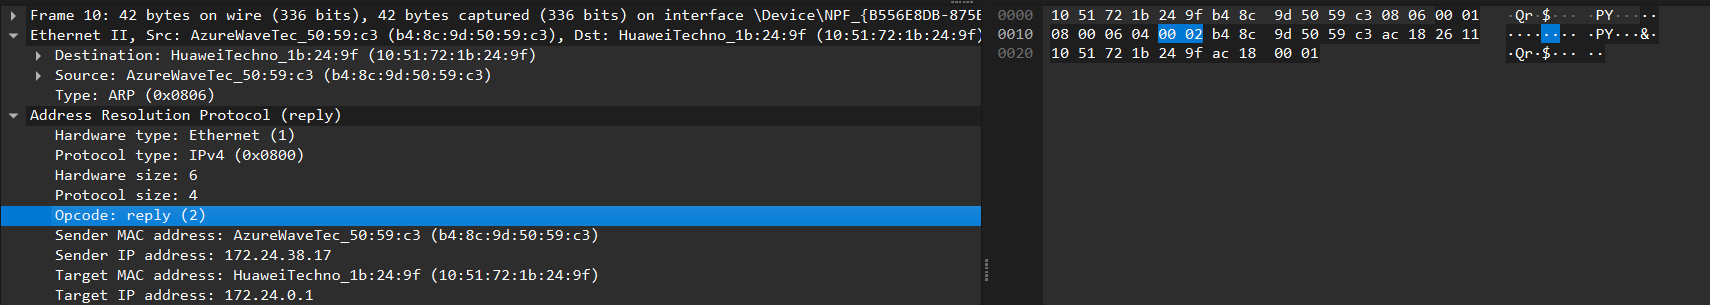 Frame 10: 42 bytes on wire (336 bits), 42 bytes captured (336 bits) on interface \Device\NPF_{B556E8DB-875E
Ethernet II, Src: AzureWaveTec_50:59:c3 (b4:8c:9d:50:59:c3), Dst: HuaweiTechno_1b:24:9f (10:51:72:1b:24:9f)
Destination: HuaweiTechno_1b:24:9f (10:51:72:1b:24:9f)
Source: AzureWaveTec_50:59:c3 (b4:8c:9d:50:59:c3)
Type: ARP (0x0806)
Address Resolution Protocol (reply)
Hardware type: Ethernet (1)
Protocol type: IPv4 (0x0800)
Hardware size: 6
Protocol size: 4
Opcode: reply (2)
Sender MAC address: AzureWaveTec_50:59:c3 (b4:8c:9d:50:59:c3)
Sender IP address: 172.24.38.17
Target MAC address: HuaweiTechno_1b:24:9f (10:51:72:1b:24:9f)
Target IP address: 172.24.0.1
0000 10 51 72 1b 24 9f b4 8c 9d 50 59 c3 08 06 00 01 ·Qr·$··· ·PY·····
0010 08 00 06 04 00 02 b4 8c 9d 50 59 c3 ac 18 26 11 ········ ·PY···&·
0020 10 51 72 1b 24 9f ac 18 00 01 ·Qr·$··· ··